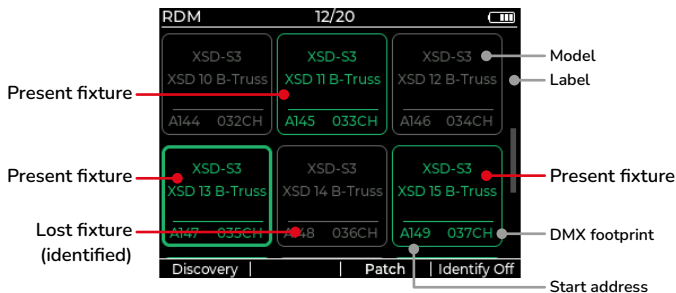 RDM 12/20
XSD-S3 XSD-S3 XSD-S3 Model
XSD 10 B-Truss XSD 11 B-Truss XSD 12 B-Truss Label
Present fixture
A144 032CH A145 033CH A146 034CH
XSD-S3 XSD-S3 XSD-S3
Present fixture Present fixture
XSD 13 B-Truss XSD 14 B-Truss XSD 15 B-Truss
Lost fixture
(identified)
A147 035CH 036CH A149 037CH DMX footprint
Discovery | | Patch | Identify Off
Start address